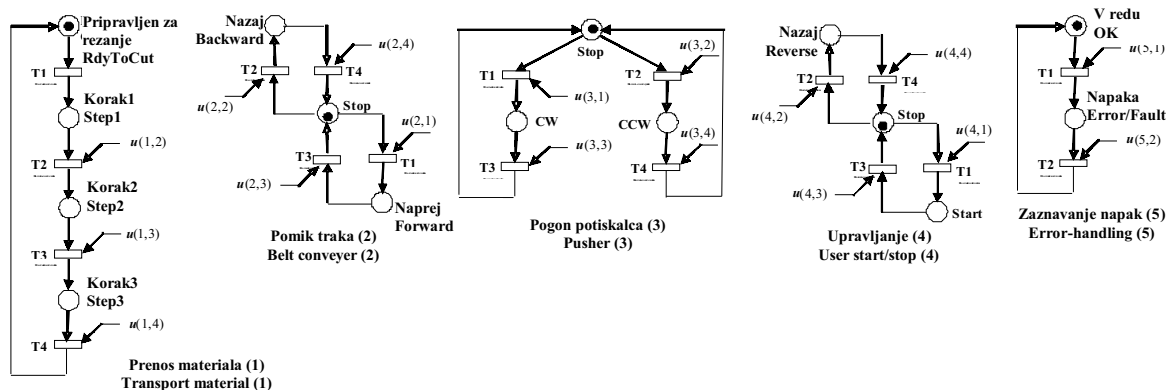 Pripravljen za
rezanje
RdyToCut
T1
Korak1
Step1
u(1,2)
T2
Korak2
Step2
u(1,3)
T3
Korak3
Step3
u(1,4)
T4
Prenos materiala (1)
Transport material (1)
Nazaj
Backward
u(2,4)
T2
T4
u(2,2)
Stop
u(2,1)
T3
T1
u(2,3)
Naprej
Forward
Pomik traka (2)
Belt conveyer (2)
Stop
u(3,2)
T1
T2
u(3,1)
CW
CCW
u(3,3)
u(3,4)
T3
T4
Pogon potiskalca (3)
Pusher (3)
Nazaj
Reverse
u(4,4)
T2
T4
u(4,2)
Stop
u(4,1)
T3
T1
u(4,3)
Start
Upravljanje (4)
User start/stop (4)
V redu
OK
u(5,1)
T1
Napaka
Error/Fault
u(5,2)
T2
Zaznavanje napak (5)
Error-handling (5)